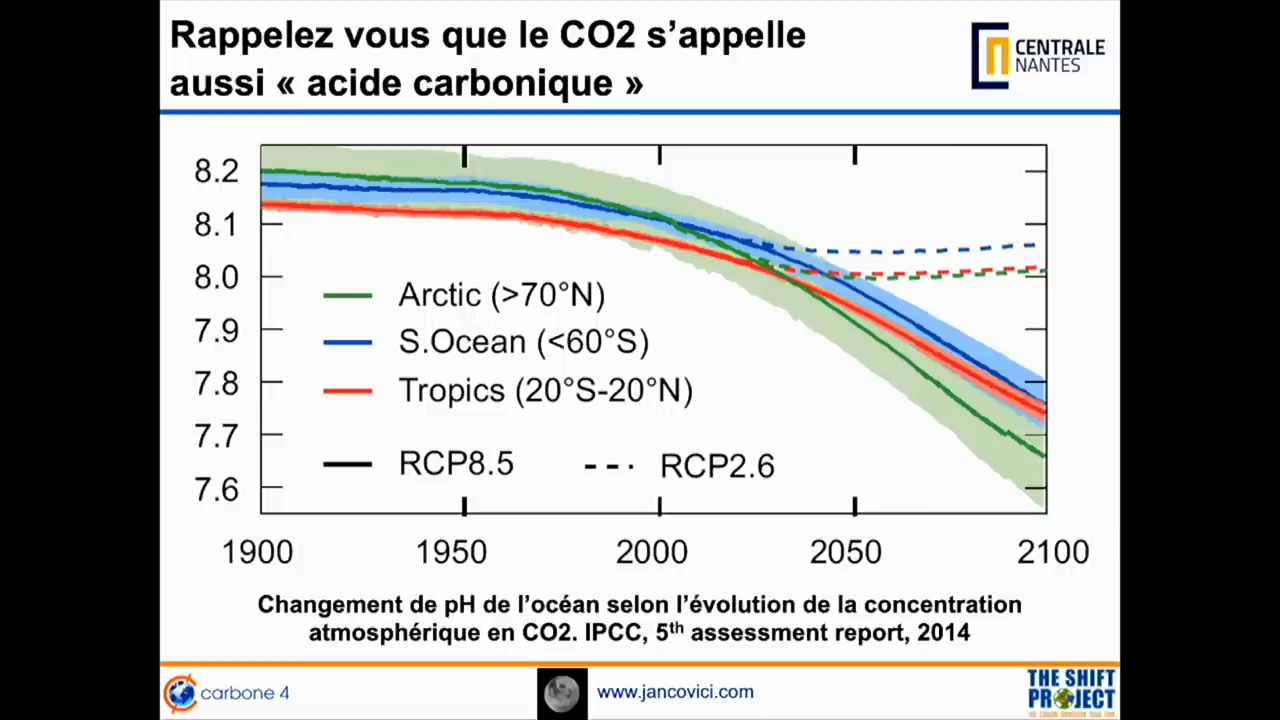 Rappelez vous que le CO2 s’appelle
aussi « acide carbonique »
CENTRALE
NANTES
8.2
8.1
8.0
7.9
7.8
7.7
7.6
Arctic (>70°N)
S.Ocean (<60°S)
Tropics (20°S-20°N)
RCP8.5 RCP2.6
1900 1950 2000 2050 2100
Changement de pH de l’océan selon l’évolution de la concentration
atmosphérique en CO2. IPCC, 5th assessment report, 2014
carbone 4
www.jancovici.com
THE SHIFT
PROJECT